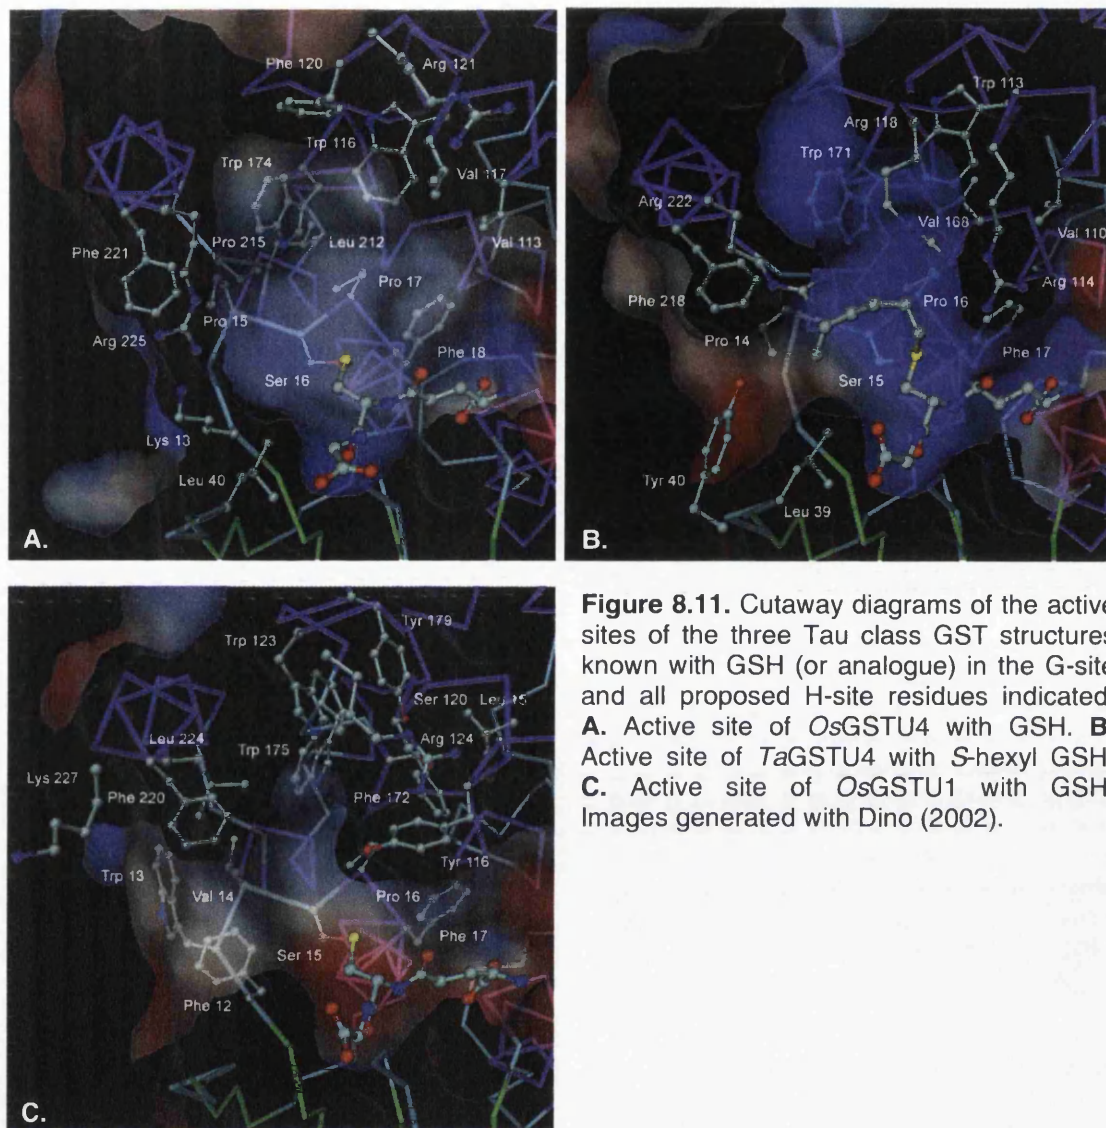 Phe 120
Arg 121
Trp 116
Trp 174
Val 117
Val 113
Pro 215
Leu 212
Phe 221
Pro 17
Pro 15
Arg 225
Phe 18
Ser 16
Lys 13
Leu 40
A.
Trp 113
Arg 118
Trp 171
Arg 222
Val 168
Val 110
Arg 114
Phe 218
Pro 16
Pro 14
Phe 17
Ser 15
Tyr 40
Leu 39
B.
Tyr 179
Trp 123
Ser 120
Arg 124
Leu 224
Trp 175
Lys 227
Phe 220
Phe 172
Tyr 116
Trp 13
Val 14
Pro 16
Phe 17
Ser 15
Phe 12
C.
Figure 8.11. Cutaway diagrams of the active
sites of the three Tau class GST structures
known with GSH (or analogue) in the G-site
and all proposed H-site residues indicated
A. Active site of OsGSTU4 with GSH. B
Active site of TaGSTU4 with S-hexyl GSH
C. Active site of OsGSTU1 with GSH
Images generated with Dino (2002).